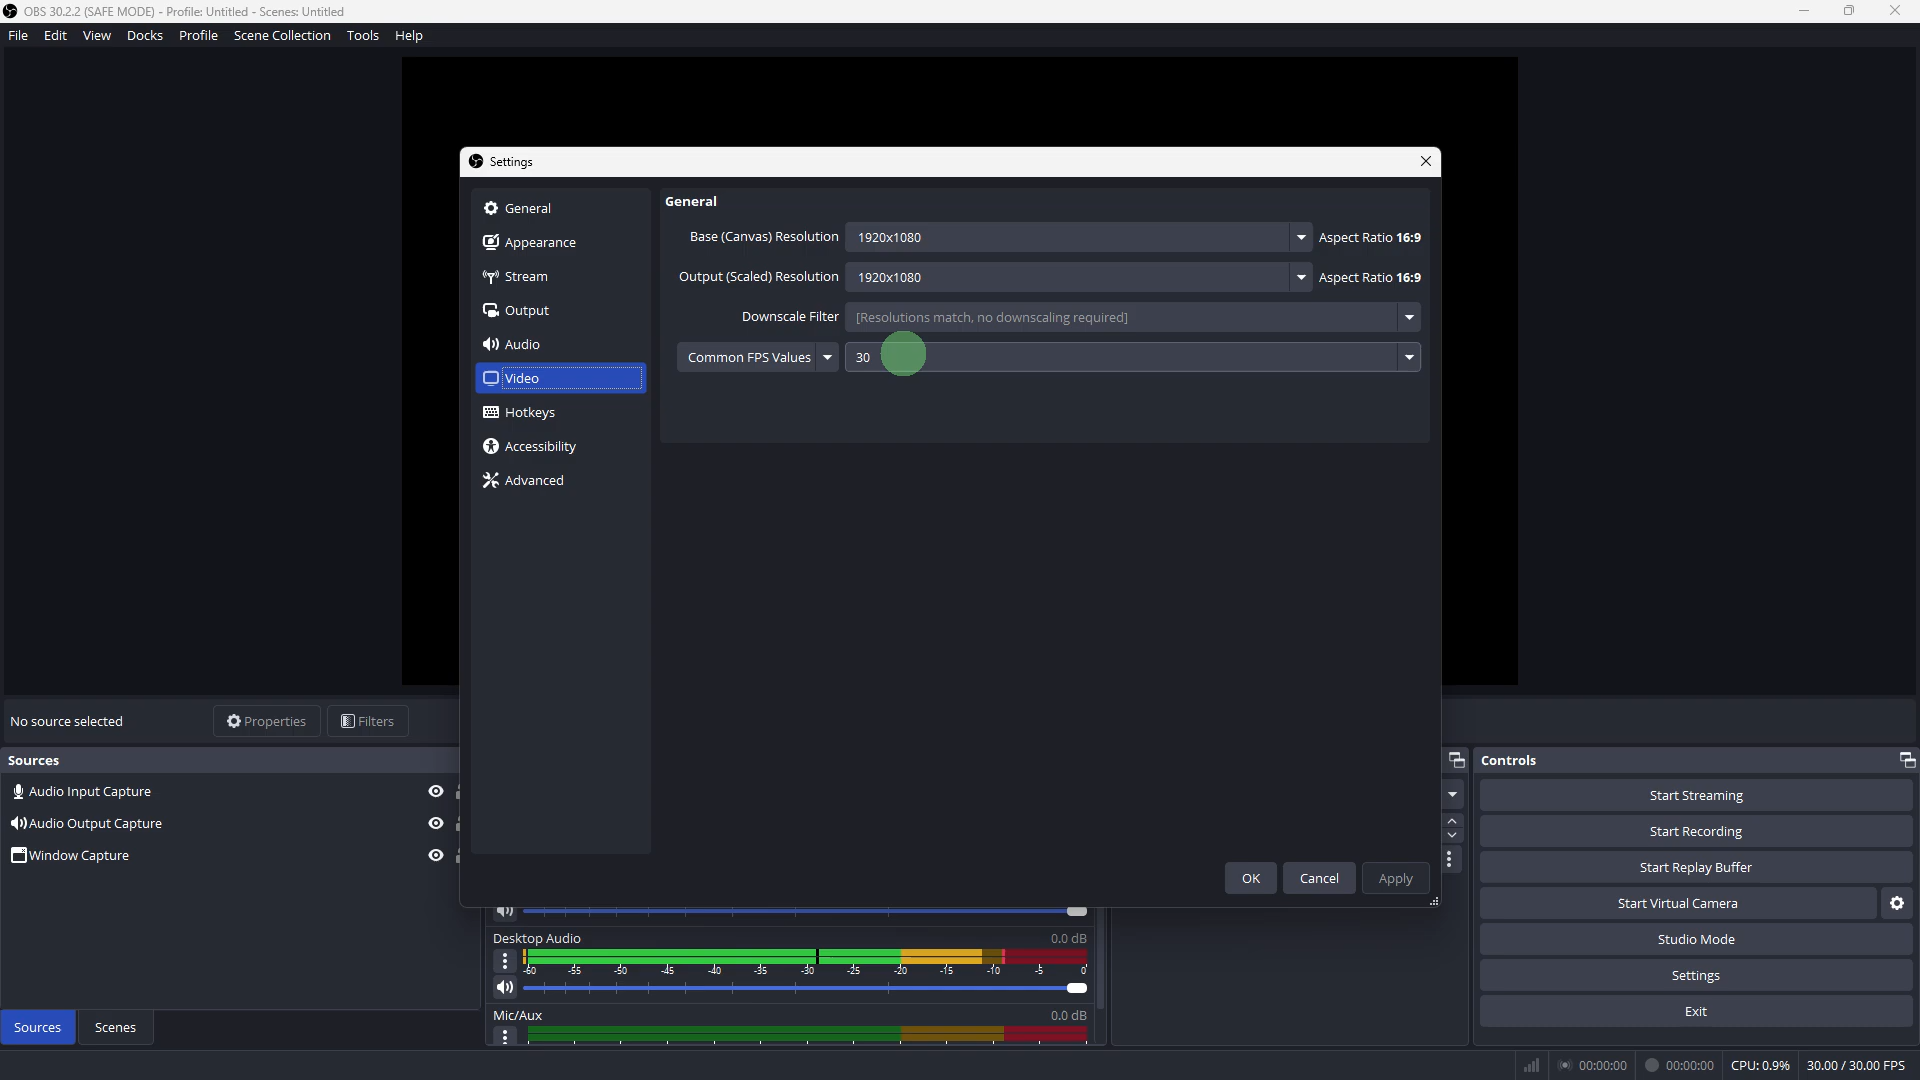 OBS 30.2.2 (SAFE MODE) - Profile: Untitled - Scenes: Untitled
File Edit View Docks Profile Scene Collection Tools Help
Settings
General
Appearance
Stream
Output
Audio
Video
Hotkeys
Accessibility
Advanced
General
Base (Canvas) Resolution 1920x1080 Aspect Ratio 16:9
Output (Scaled) Resolution 1920x1080 Aspect Ratio 16:9
Downscale Filter [Resolutions match, no downscaling required]
Common FPS Values 30
OK Cancel Apply
No source selected Properties Filters
Sources
Audio Input Capture
Audio Output Capture
Window Capture
Sources Scenes
Desktop Audio 0.0 dB
-60 -55 -50 -45 -40 -35 -30 -25 -20 -15 -10 -5 0
Mic/Aux 0.0 dB
Controls
Start Streaming
Start Recording
Start Replay Buffer
Start Virtual Camera
Studio Mode
Settings
Exit
00:00:00 00:00:00 CPU: 0.9% 30.00 / 30.00 FPS